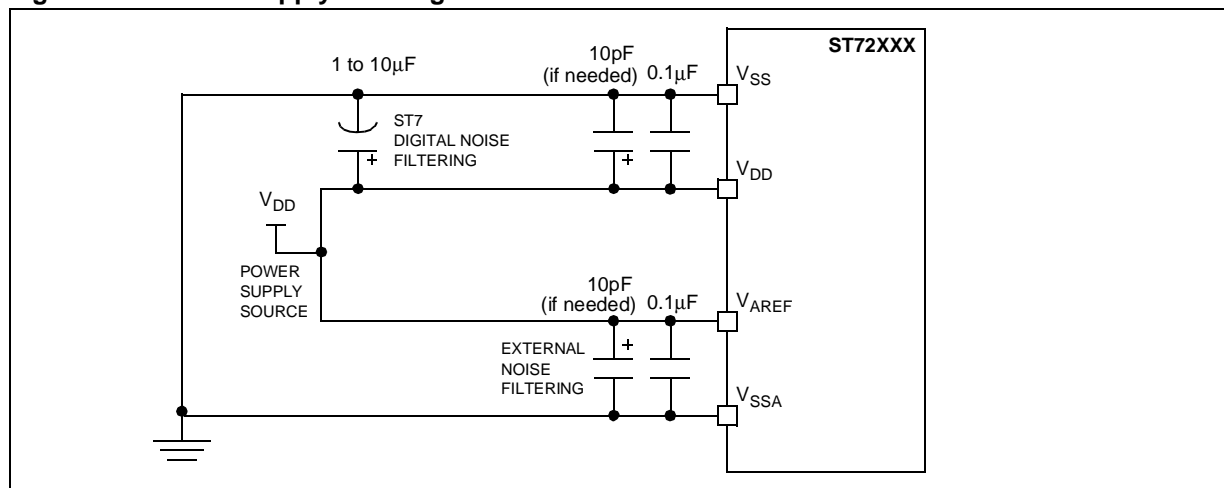 ST72XXX
10pF
(if needed) 0.1μF
1 to 10μF
VSS
ST7
DIGITAL NOISE
FILTERING
+
+
VDD
VDD
POWER
SUPPLY
SOURCE
10pF
(if needed) 0.1μF
VAREF
+
EXTERNAL
NOISE
FILTERING
VSSA